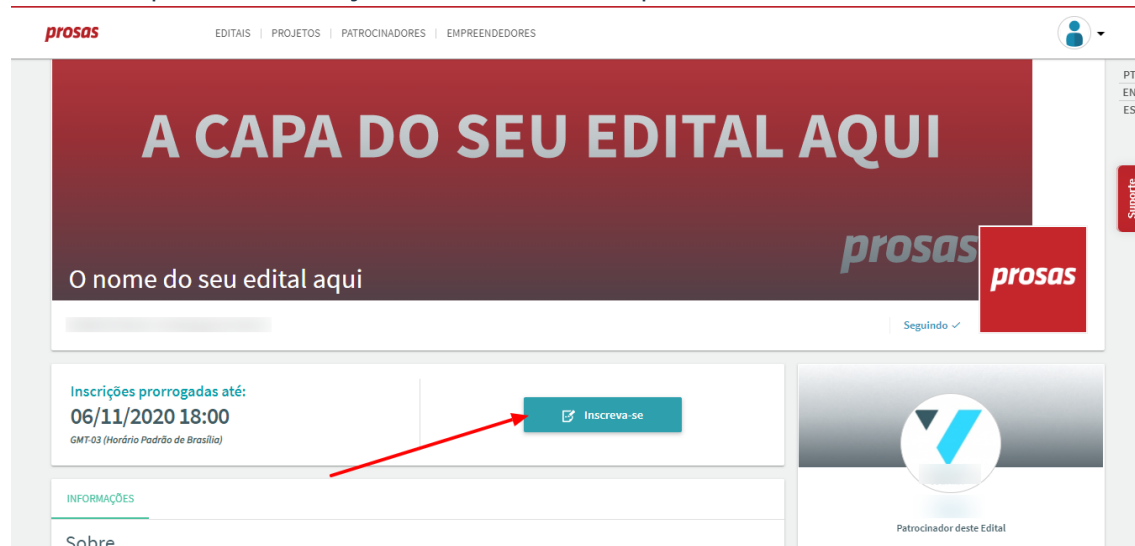 prosas
EDITAIS | PROJETOS | PATROCINADORES | EMPREENDEDORES
PT
EN
ES
A CAPA DO SEU EDITAL AQUI
Suporte
prosas
prosas
O nome do seu edital aqui
Seguindo ✓
Inscrições prorrogadas até:
06/11/2020 18:00
GMT-03 (Horário Padrão de Brasília)
Inscreva-se
INFORMAÇÕES
Patrocinador deste Edital
Sobre